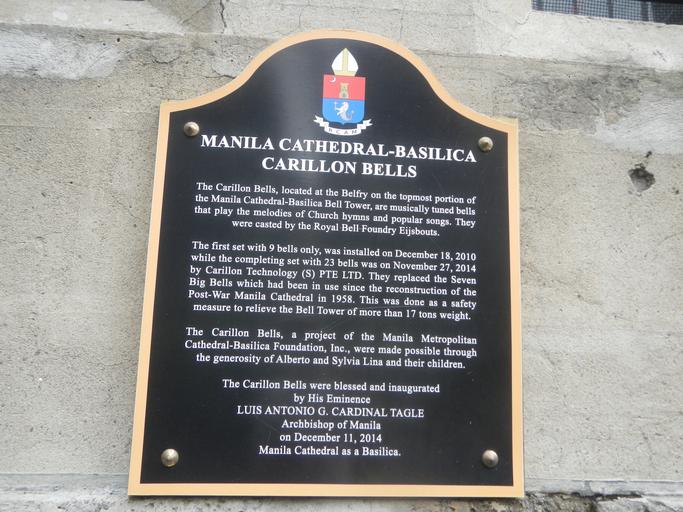 RCAM
MANILA CATHEDRAL-BASILICA
CARILLON BELLS
The Carillon Bells, located at the Belfry on the topmost portion of
the Manila Cathedral-Basilica Bell Tower, are musically tuned bells
that play the melodies of Church hymns and popular songs. They
were casted by the Royal Bell Foundry Eijsbouts.
The first set with 9 bells only, was installed on December 18, 2010
while the completing set with 23 bells was on November 27, 2014
by Carillon Technology (S) PTE LTD. They replaced the Seven
Big Bells which had been in use since the reconstruction of the
Post-War Manila Cathedral in 1958. This was done as a safety
measure to relieve the Bell Tower of more than 17 tons weight.
The Carillon Bells, a project of the Manila Metropolitan
Cathedral-Basilica Foundation, Inc., were made possible through
the generosity of Alberto and Sylvia Lina and their children.
The Carillon Bells were blessed and inaugurated
by His Eminence
LUIS ANTONIO G. CARDINAL TAGLE
Archbishop of Manila
on December 11, 2014
Manila Cathedral as a Basilica.